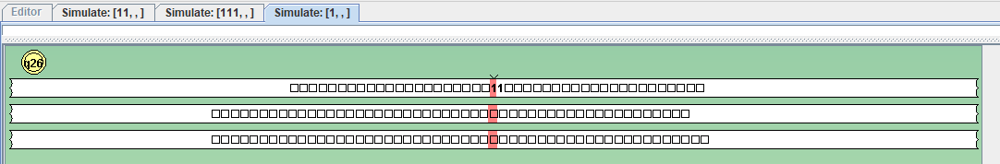 Editor Simulate: [11, , ] Simulate: [111, , ] Simulate: [1, , ]
q26
11